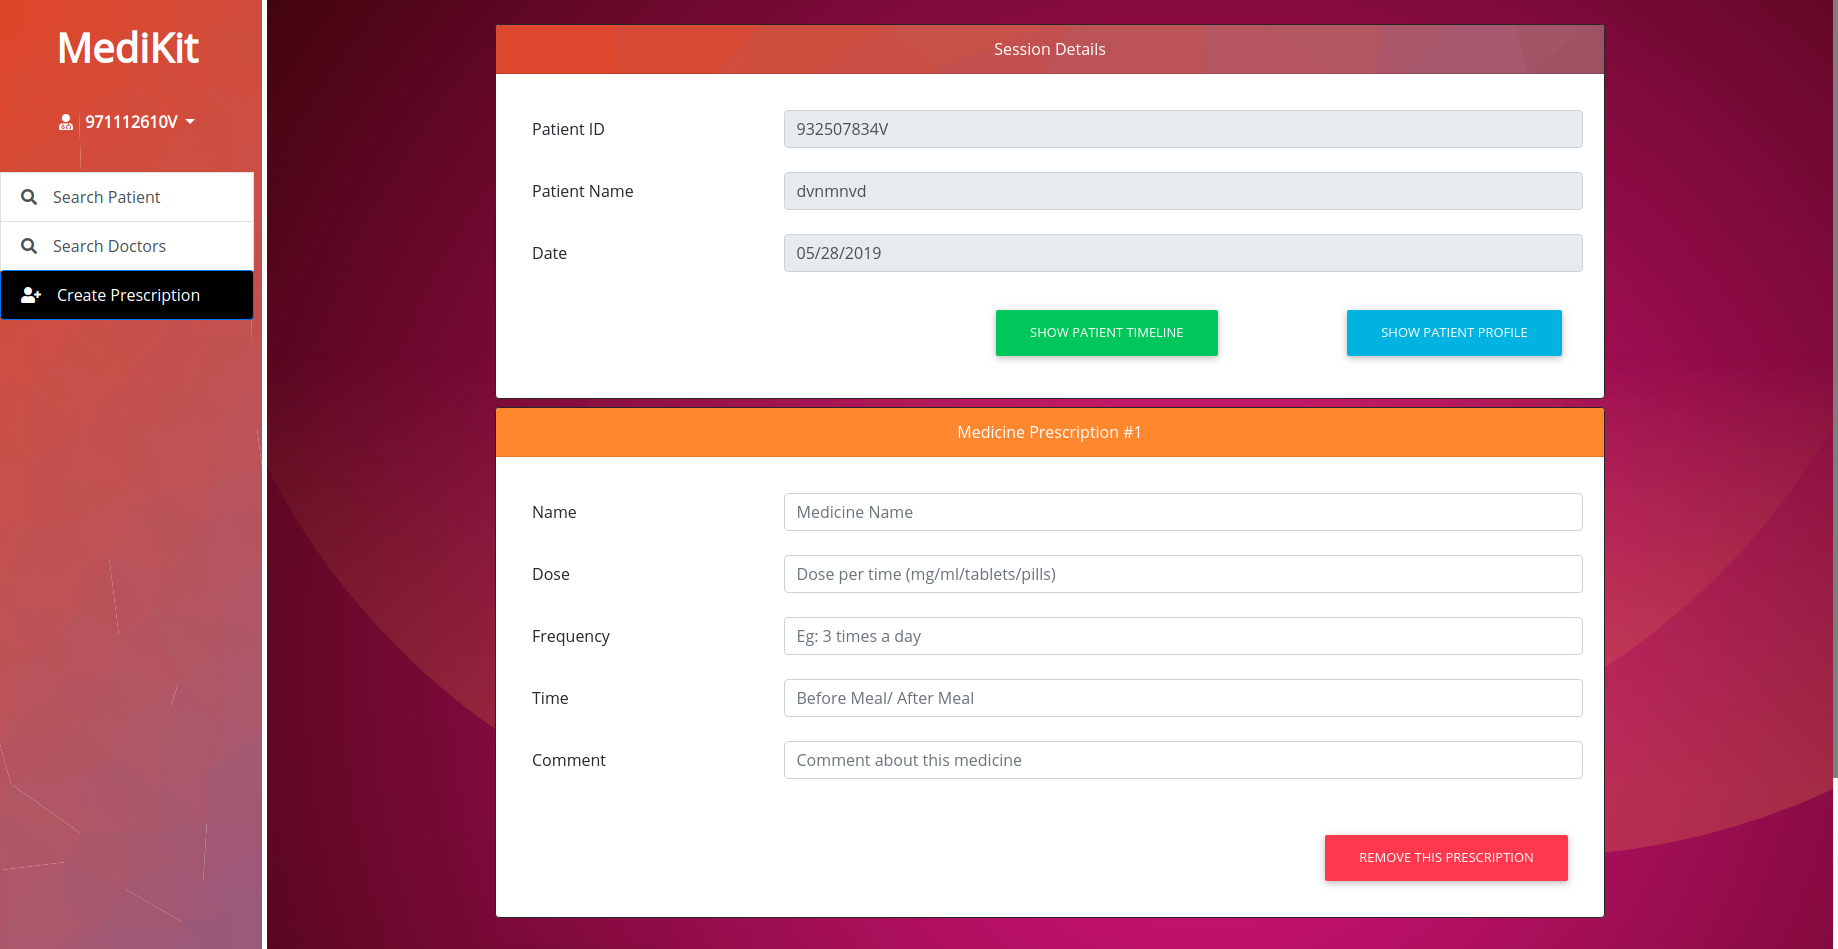 MediKit
971112610V
Search Patient
Search Doctors
Create Prescription
Session Details
Patient ID 932507834V
Patient Name dvnmnvd
Date 05/28/2019
SHOW PATIENT TIMELINE SHOW PATIENT PROFILE
Medicine Prescription #1
Name Medicine Name
Dose Dose per time (mg/ml/tablets/pills)
Frequency Eg: 3 times a day
Time Before Meal/ After Meal
Comment Comment about this medicine
REMOVE THIS PRESCRIPTION